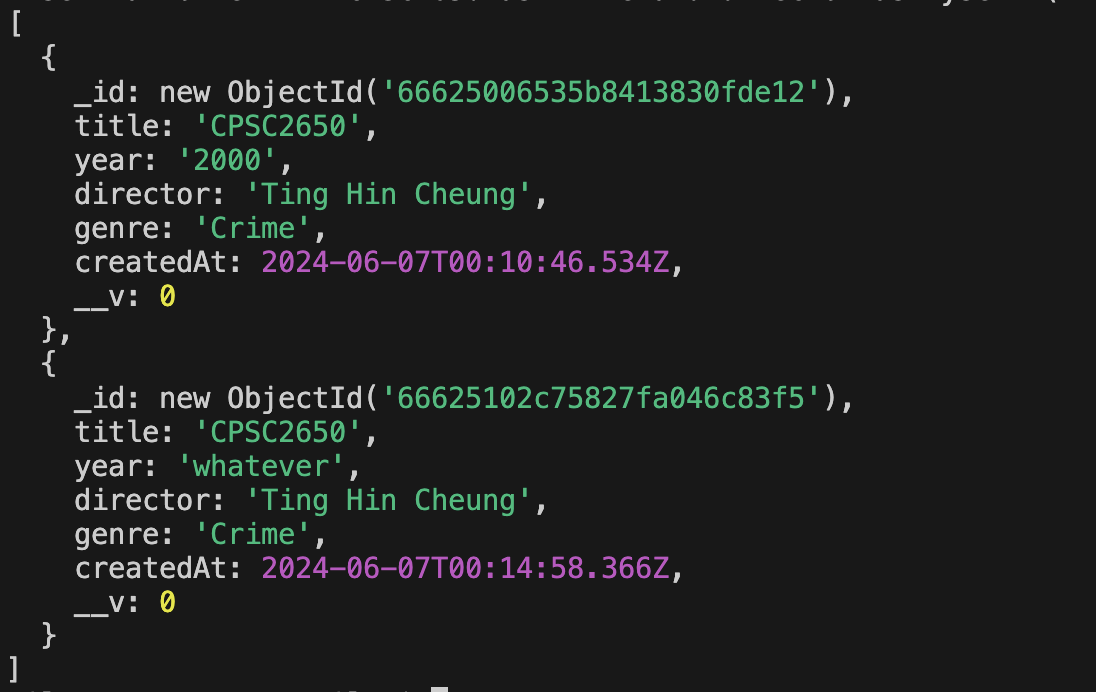 [
  {
    _id: new ObjectId('66625006535b8413830fde12'),
    title: 'CPSC2650',
    year: '2000',
    director: 'Ting Hin Cheung',
    genre: 'Crime',
    createdAt: 2024-06-07T00:10:46.534Z,
    __v: 0
  },
  {
    _id: new ObjectId('66625102c75827fa046c83f5'),
    title: 'CPSC2650',
    year: 'whatever',
    director: 'Ting Hin Cheung',
    genre: 'Crime',
    createdAt: 2024-06-07T00:14:58.366Z,
    __v: 0
  }
]